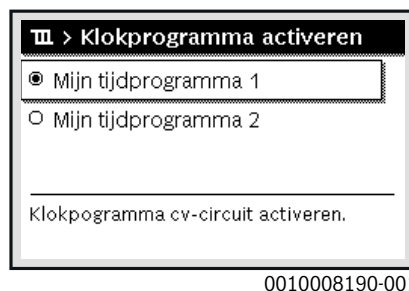 > Klokprogramma activeren
Mijn tijdprogramma 1
Mijn tijdprogramma 2
Klokpogramma cv-circuit activeren.
0010008190-00